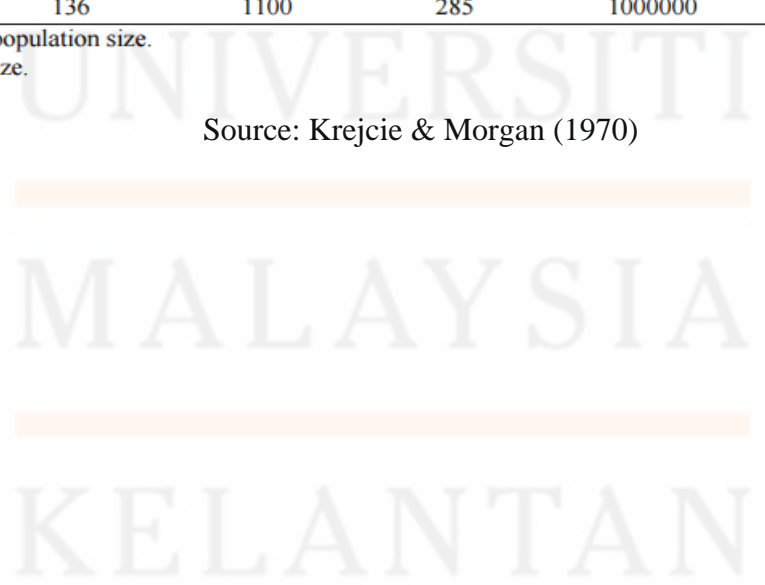 136 1100 285 1000000
population size.
ze.
UNIVERSITI
Source: Krejcie & Morgan (1970)
MALAYSIA
KELANTAN